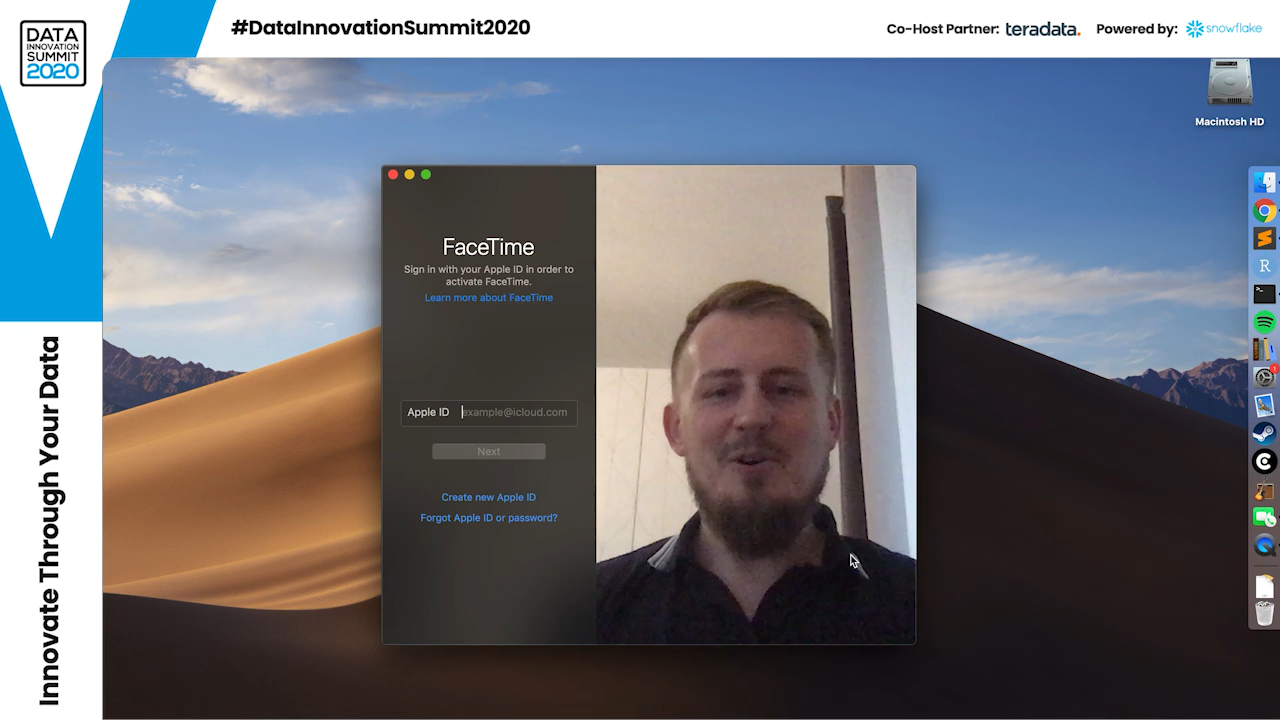 DATA
INNOVATION
SUMMIT
2020
#DataInnovationSummit2020
Co-Host Partner: teradata.
Powered by: snowflake
Macintosh HD
FaceTime
Sign in with your Apple ID in order to
activate FaceTime.
Learn more about FaceTime
Apple ID example@icloud.com
Next
Create new Apple ID
Forgot Apple ID or password?
Innovate Through Your Data
R
1